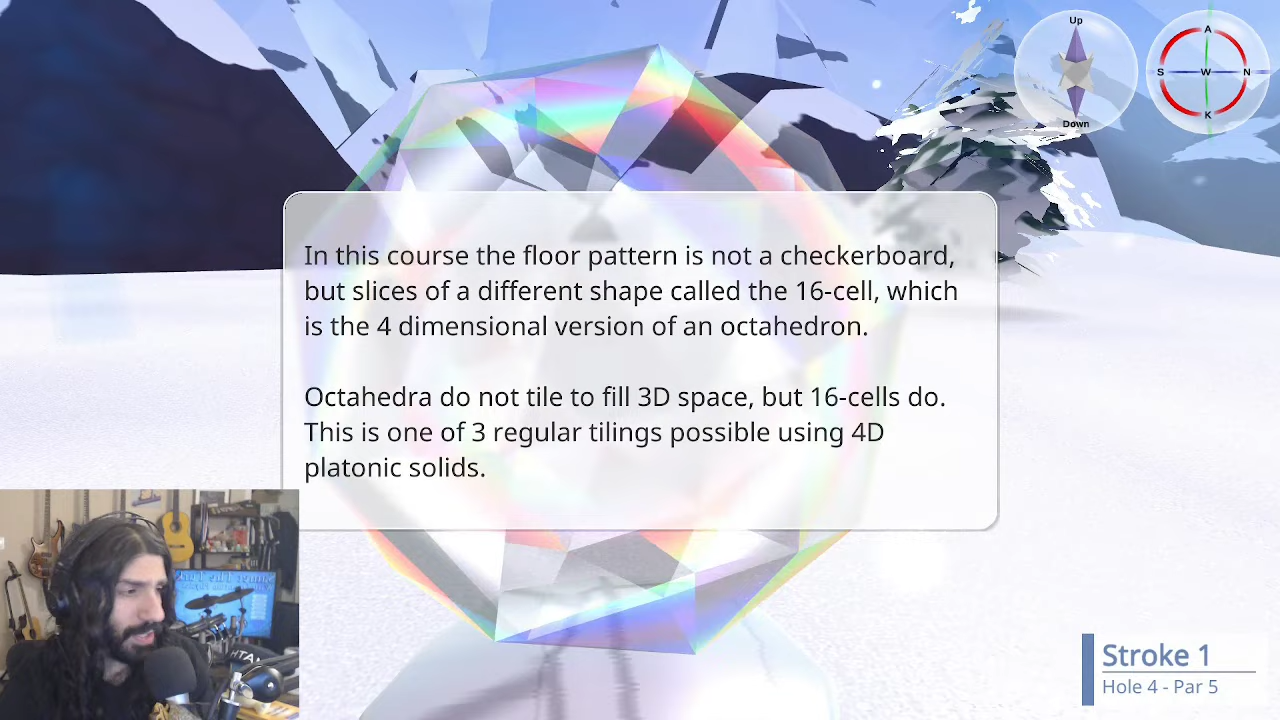 Up
Down
A
S W N
K
In this course the floor pattern is not a checkerboard,
but slices of a different shape called the 16-cell, which
is the 4 dimensional version of an octahedron.
Octahedra do not tile to fill 3D space, but 16-cells do.
This is one of 3 regular tilings possible using 4D
platonic solids.
Stroke 1
Hole 4 - Par 5